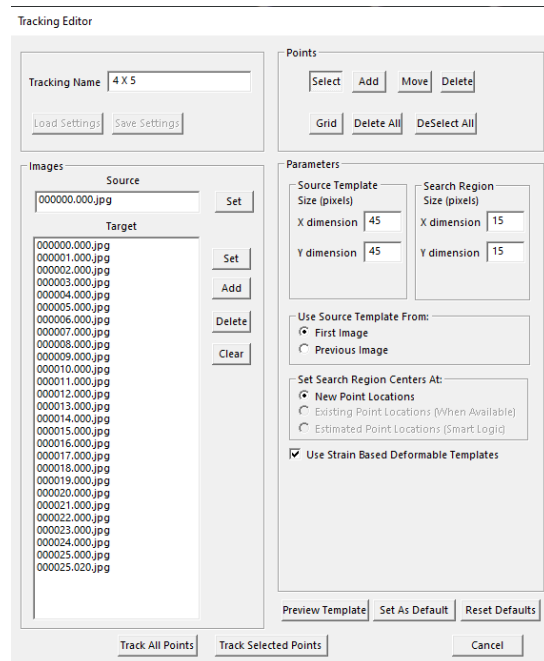 Tracking Editor
Tracking Name 4 X 5
Load Settings Save Settings
Points
Select Add Move Delete
Grid Delete All DeSelect All
Images
Source
000000.000.jpg Set
Target
000000.000.jpg
000001.000.jpg
000002.000.jpg
000003.000.jpg
000004.000.jpg
000005.000.jpg
000006.000.jpg
000007.000.jpg
000008.000.jpg
000009.000.jpg
000010.000.jpg
000011.000.jpg
000012.000.jpg
000013.000.jpg
000014.000.jpg
000015.000.jpg
000016.000.jpg
000017.000.jpg
000018.000.jpg
000019.000.jpg
000020.000.jpg
000021.000.jpg
000022.000.jpg
000023.000.jpg
000024.000.jpg
000025.000.jpg
000025.020.jpg
Set
Add
Delete
Clear
Parameters
Source Template
Size (pixels)
X dimension 45
Y dimension 45
Search Region
Size (pixels)
X dimension 15
Y dimension 15
Use Source Template From:
First Image
Previous Image
Set Search Region Centers At:
New Point Locations
Existing Point Locations (When Available)
Estimated Point Locations (Smart Logic)
Use Strain Based Deformable Templates
Preview Template Set As Default Reset Defaults
Track All Points Track Selected Points Cancel